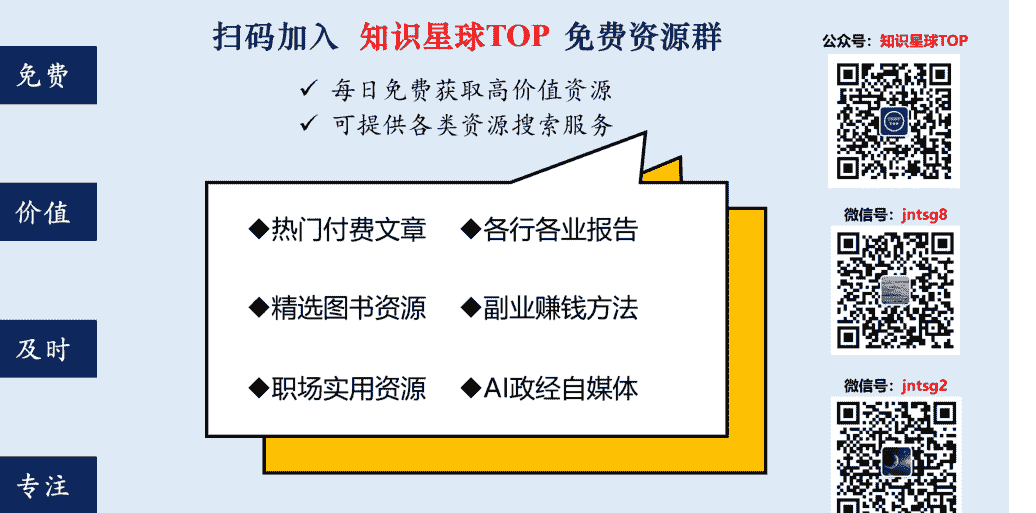 扫码加入 知识星球TOP 免费资源群
✓ 每日免费获取高价值资源
✓ 可提供各类资源搜索服务
免费
价值
及时
专注
◆热门付费文章 ◆各行各业报告
◆精选图书资源 ◆副业赚钱方法
◆职场实用资源 ◆AI政经自媒体
公众号：知识星球TOP
微信号：jntsg8
微信号：jntsg2